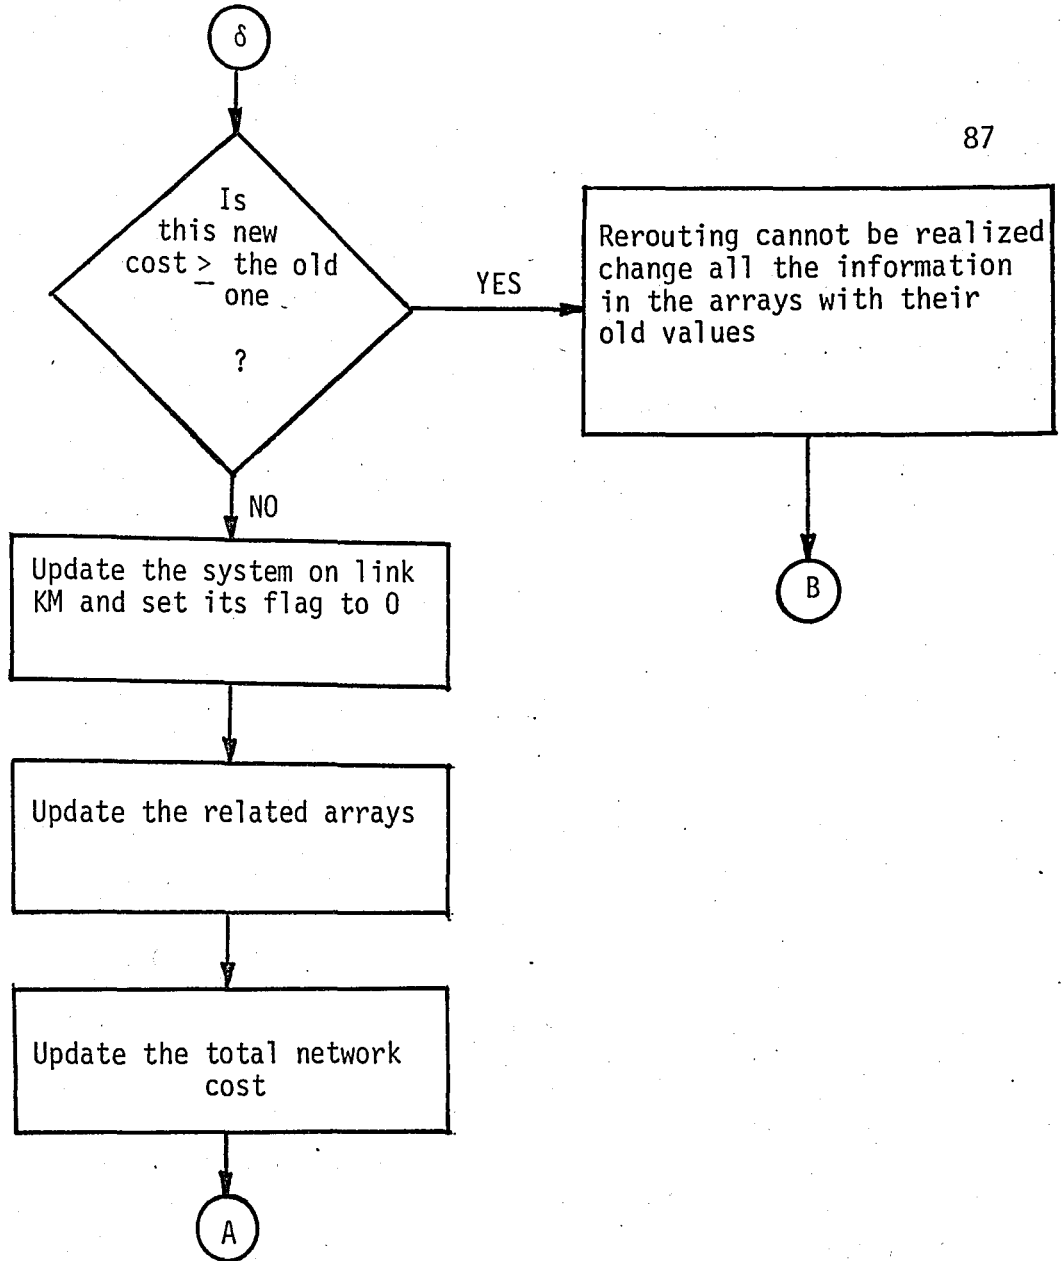 δ
87
Is
this new
cost ≥ the old
one
?
YES
Rerouting cannot be realized
change all the information
in the arrays with their
old values
NO
B
Update the system on link
KM and set its flag to 0
Update the related arrays
Update the total network
cost
A